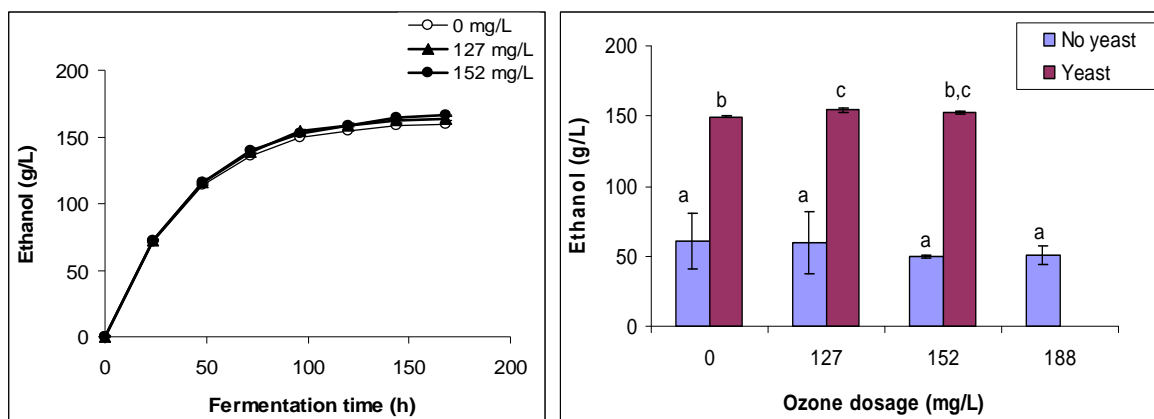 0 mg/L
127 mg/L
152 mg/L
200
150
100
50
0
0 50 100 150 200
Ethanol (g/L)
Fermentation time (h)
No yeast
Yeast
200
150
100
50
0
b
c
b,c
a
a
a
a
0 127 152 188
Ethanol (g/L)
Ozone dosage (mg/L)